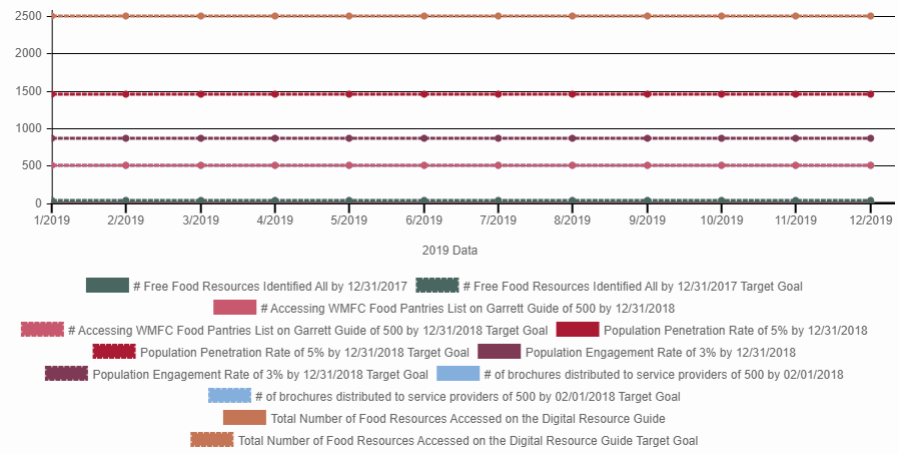 2500
2000
1500
1000
500
0
1/2019 2/2019 3/2019 4/2019 5/2019 6/2019 7/2019 8/2019 9/2019 10/2019 11/2019 12/2019
2019 Data
# Free Food Resources Identified All by 12/31/2017 # Free Food Resources Identified All by 12/31/2017 Target Goal
# Accessing WMFC Food Pantries List on Garrett Guide of 500 by 12/31/2018
# Accessing WMFC Food Pantries List on Garrett Guide of 500 by 12/31/2018 Target Goal Population Penetration Rate of 5% by 12/31/2018
Population Penetration Rate of 5% by 12/31/2018 Target Goal Population Engagement Rate of 3% by 12/31/2018
Population Engagement Rate of 3% by 12/31/2018 Target Goal # of brochures distributed to service providers of 500 by 02/01/2018
# of brochures distributed to service providers of 500 by 02/01/2018 Target Goal
Total Number of Food Resources Accessed on the Digital Resource Guide
Total Number of Food Resources Accessed on the Digital Resource Guide Target Goal